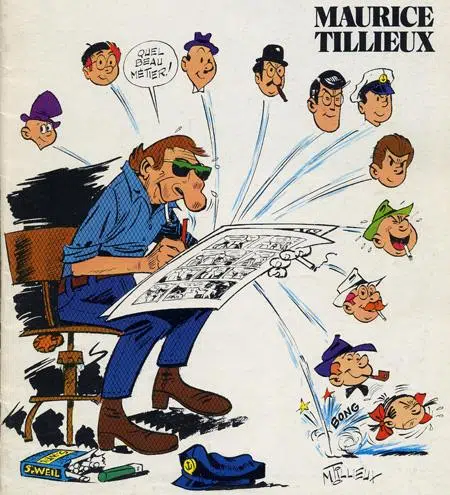 MAURICE
TILLIEUX
QUEL
BEAU
MÉTIER!
BONG
S.WEIL
TILLIEUX